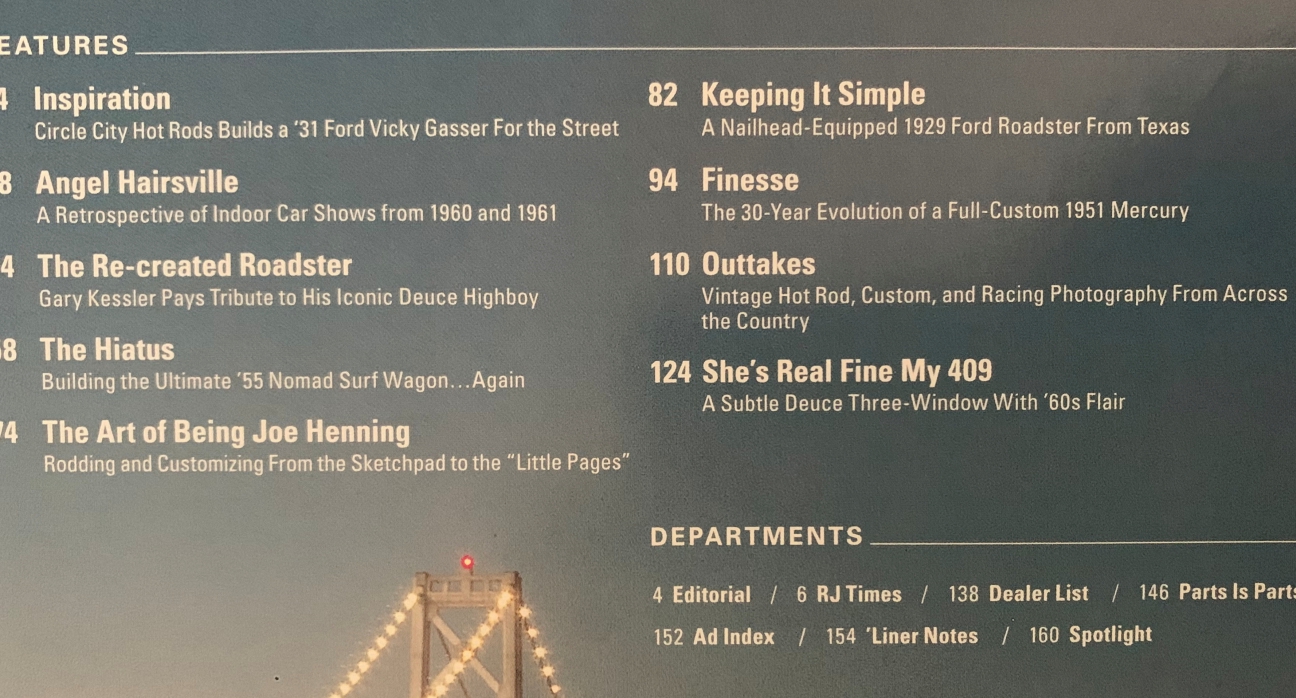 EATURES
4 Inspiration
Circle City Hot Rods Builds a ’31 Ford Vicky Gasser For the Street
8 Angel Hairsville
A Retrospective of Indoor Car Shows from 1960 and 1961
4 The Re-created Roadster
Gary Kessler Pays Tribute to His Iconic Deuce Highboy
8 The Hiatus
Building the Ultimate ’55 Nomad Surf Wagon...Again
74 The Art of Being Joe Henning
Rodding and Customizing From the Sketchpad to the “Little Pages”
82 Keeping It Simple
A Nailhead-Equipped 1929 Ford Roadster From Texas
94 Finesse
The 30-Year Evolution of a Full-Custom 1951 Mercury
110 Outtakes
Vintage Hot Rod, Custom, and Racing Photography From Across
the Country
124 She’s Real Fine My 409
A Subtle Deuce Three-Window With ’60s Flair
DEPARTMENTS
4 Editorial / 6 RJ Times / 138 Dealer List / 146 Parts Is Parts
152 Ad Index / 154 ’Liner Notes / 160 Spotlight